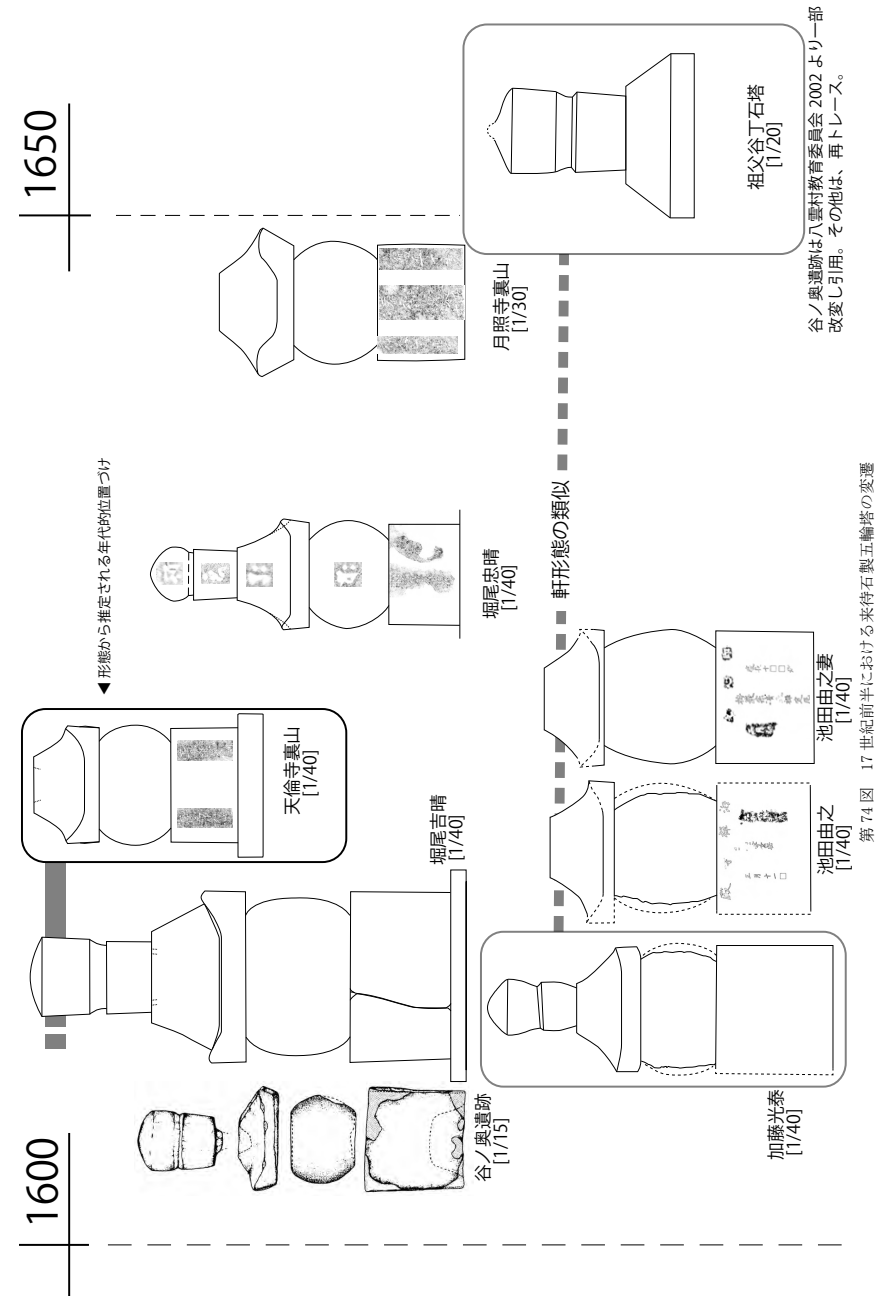 1600
1650
谷ノ奥遺跡
[1/15]
堀尾吉晴
[1/40]
天倫寺裏山
[1/40]
◀形態から推定される年代的位置づけ
堀尾忠晴
[1/40]
月照寺裏山
[1/30]
加藤光泰
[1/40]
池田由之
[1/40]
池田由之妻
[1/40]
軒形態の類似
祖父谷丁石塔
[1/20]
谷ノ奥遺跡は八雲村教育委員会 2002 より一部
改変し引用。その他は、再トレース。
第 74 図　17 世紀前半における来待石製五輪塔の変遷